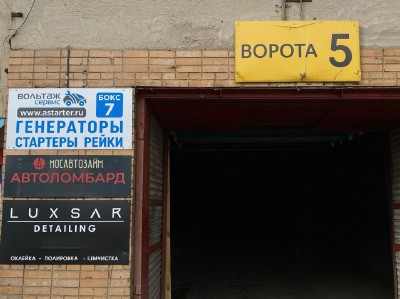 ВОРОТА 5
ВОЛЬТАЖ
сервис
БОКС
7
www.astarter.ru
ГЕНЕРАТОРЫ
СТАРТЕРЫ РЕЙКИ
МОСАВТОЗАЙМ
АВТОЛОМБАРД
LUXSAR
DETAILING
ОКЛЕЙКА • ПОЛИРОВКА • ХИМЧИСТКА